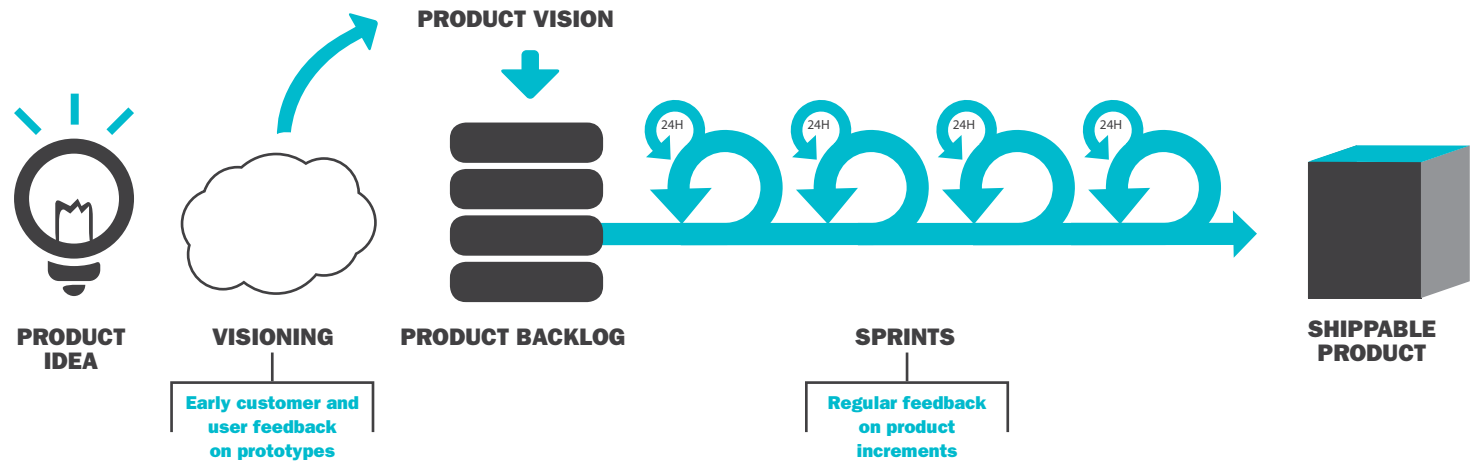 PRODUCT VISION
24H
24H
24H
24H
PRODUCT
IDEA
VISIONING
PRODUCT BACKLOG
SPRINTS
SHIPPABLE
PRODUCT
Early customer and
user feedback
on prototypes
Regular feedback
on product
increments